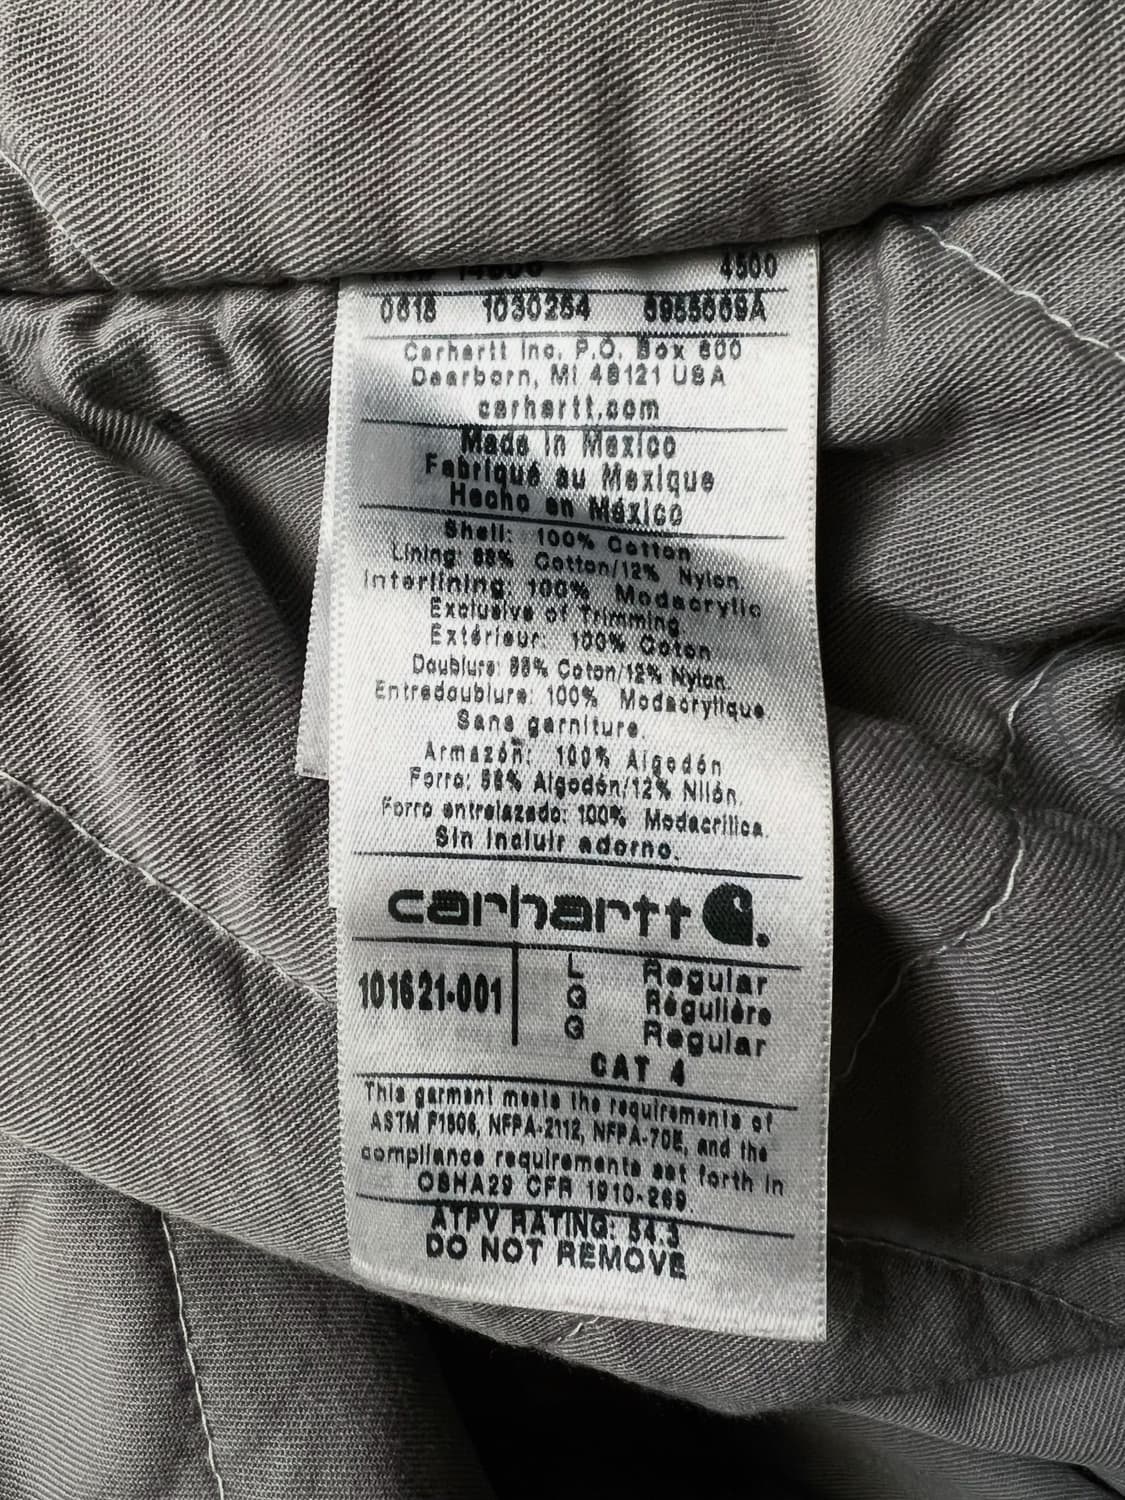 4500
0618 1030254
Carhartt Inc. P.O. Box 600
Dearborn, MI 48121 USA
carhartt.com
Made in Mexico
Fabriqué au Mexique
Hecho en México
Shell: 100% Cotton
Lining: 88% Cotton/12% Nylon.
Interlining: 100% Modacrylic
Exclusive of Trimming
Extérieur: 100% Coton
Doublure: 88% Coton/12% Nylon.
Entredoublure: 100% Modacrylique.
Sans garniture.
Armazón: 100% Algodón
Forro: 88% Algodón/12% Nilón.
Forro entrelazado: 100% Modacrílica.
Sin incluir adorno.
carhartt
101621-001
L Regular
G Régulière
G Regular
CAT 4
This garment meets the requirements of
ASTM F1506, NFPA-2112, NFPA-70E, and the
compliance requirements set forth in
OSHA29 CFR 1910-269.
ATPV RATING: 54.3
DO NOT REMOVE